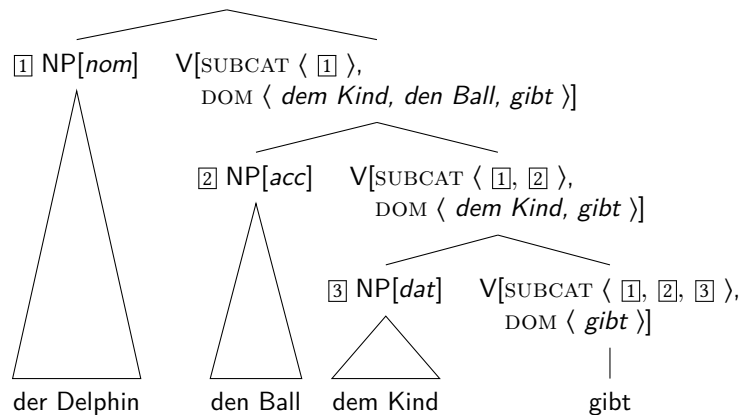 [1] NP[nom] V[SUBCAT ⟨ [1] ⟩,
DOM ⟨ dem Kind, den Ball, gibt ⟩]
[2] NP[acc] V[SUBCAT ⟨ [1], [2] ⟩,
DOM ⟨ dem Kind, gibt ⟩]
[3] NP[dat] V[SUBCAT ⟨ [1], [2], [3] ⟩,
DOM ⟨ gibt ⟩]
der Delphin den Ball dem Kind gibt